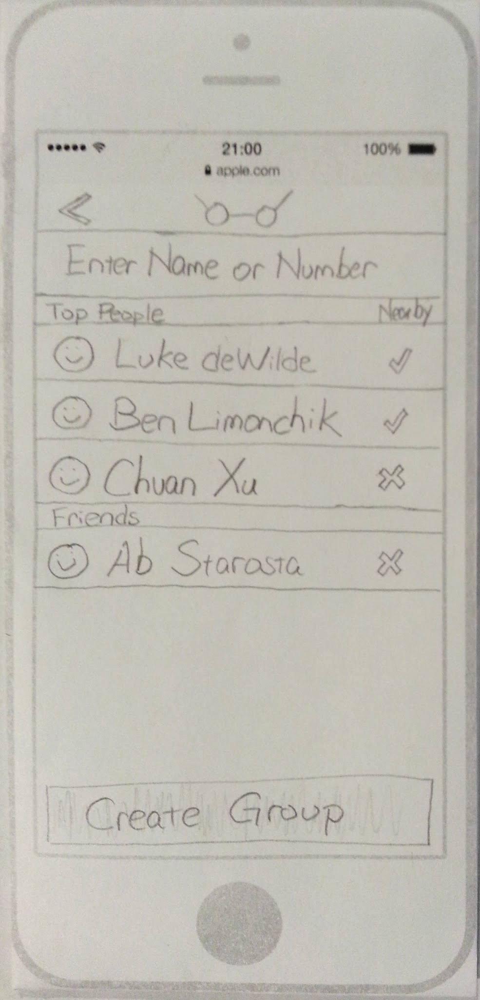 21:00 100%
apple.com
Enter Name or Number
Top People Nearby
Luke deWilde
Ben Limonchik
Chuan Xu
Friends
Ab Starosta
Create Group